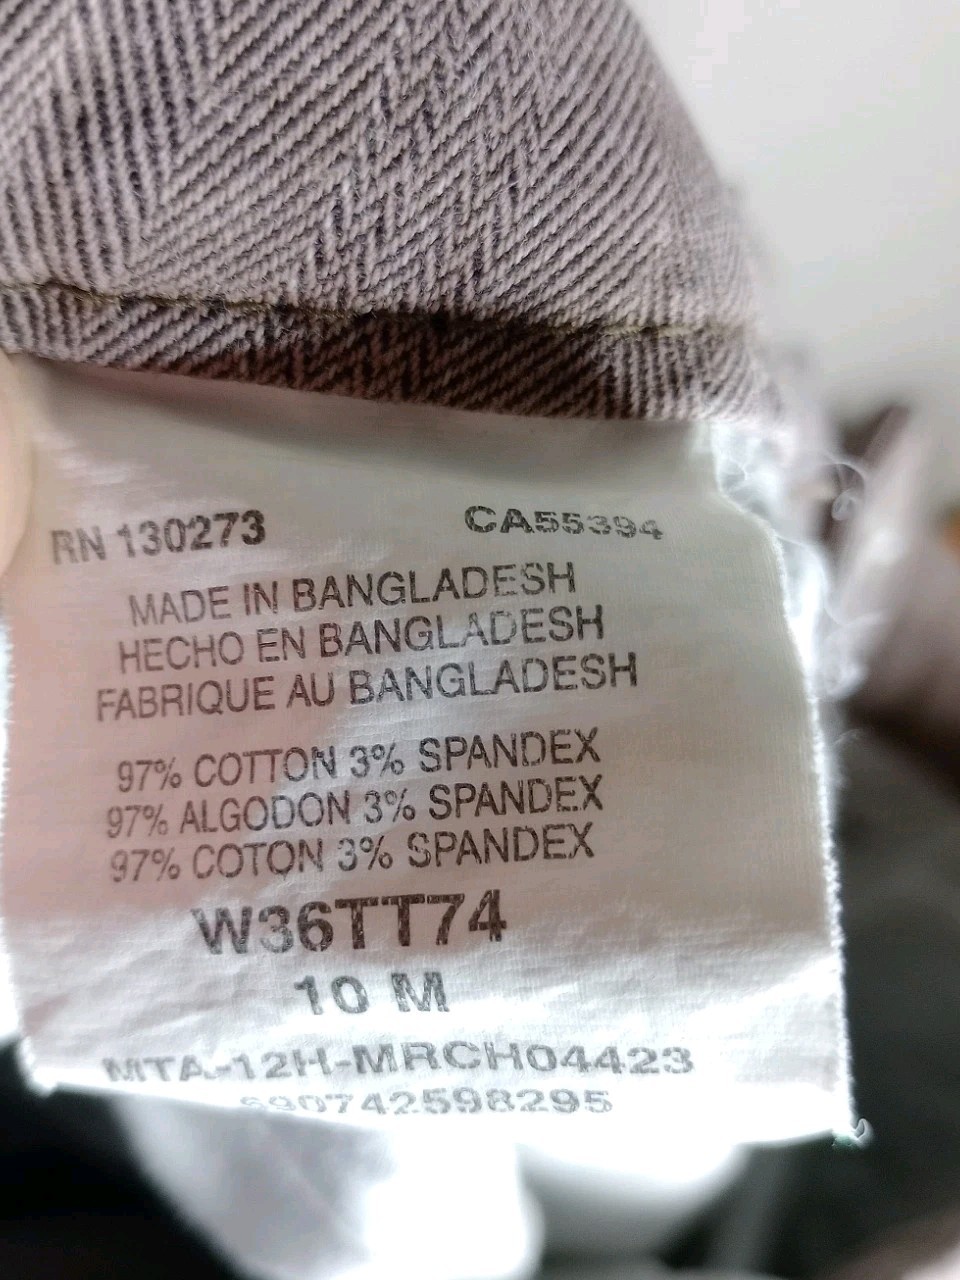 RN 130273 CA55394
MADE IN BANGLADESH
HECHO EN BANGLADESH
FABRIQUE AU BANGLADESH
97% COTTON 3% SPANDEX
97% ALGODON 3% SPANDEX
97% COTON 3% SPANDEX
W36TT74
10 M
MTA-12H-MRCH04423
690742598295